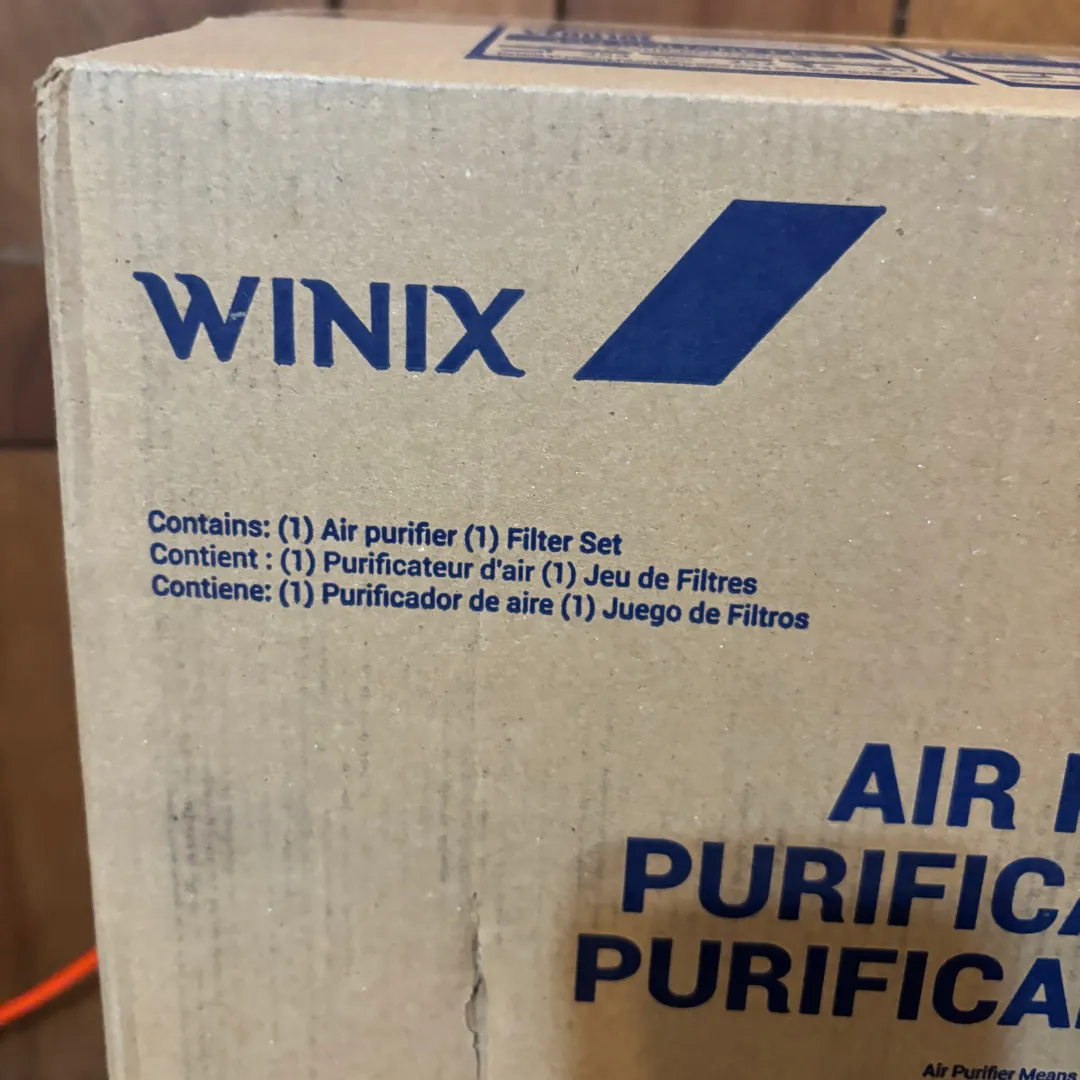 WINIX
Contains: (1) Air purifier (1) Filter Set
Contient : (1) Purificateur d'air (1) Jeu de Filtres
Contiene: (1) Purificador de aire (1) Juego de Filtros
AIR
PURIFICA
PURIFICA
Air Purifier Means